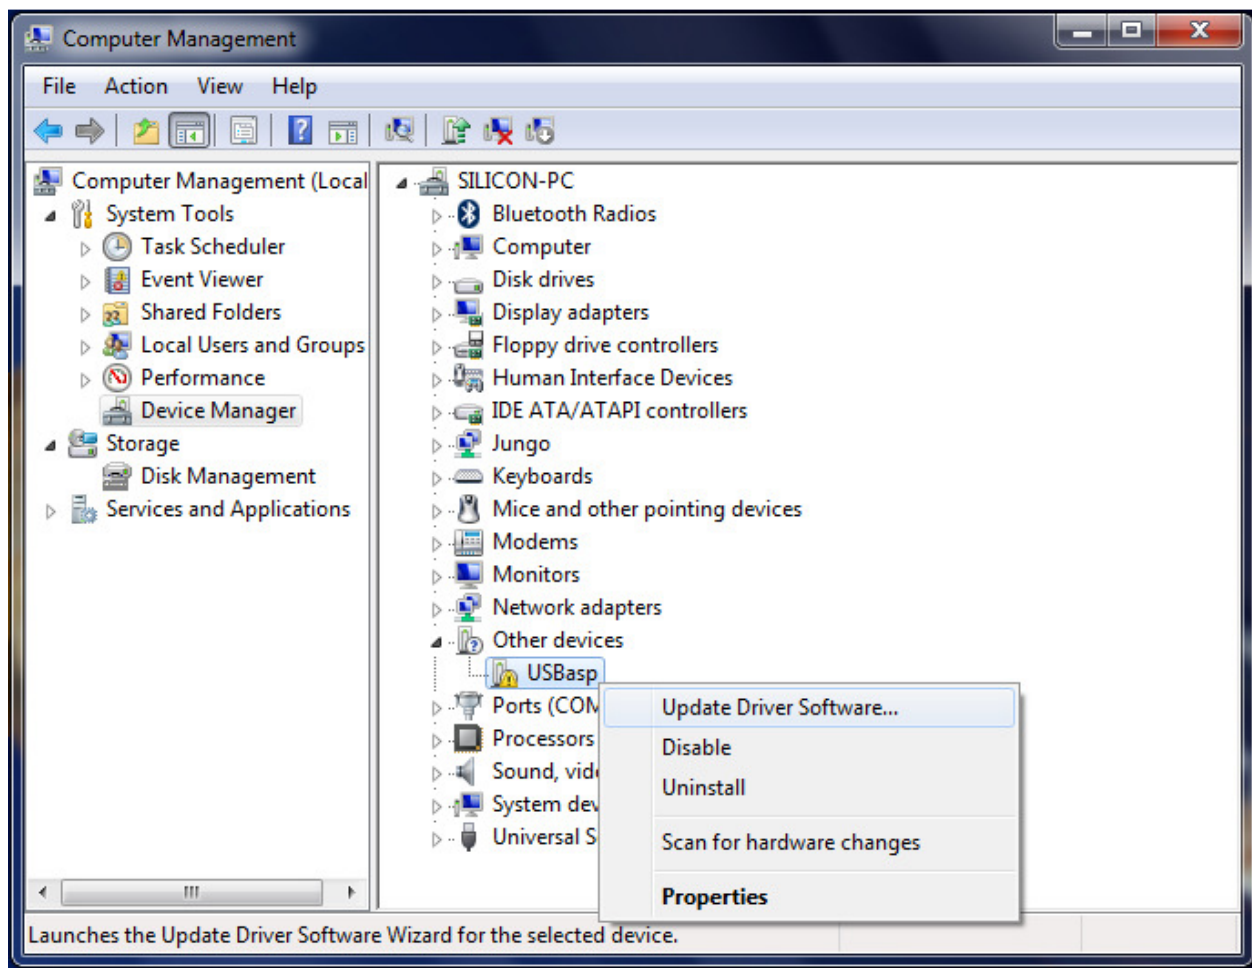 Computer Management
File Action View Help
Computer Management (Local
System Tools
Task Scheduler
Event Viewer
Shared Folders
Local Users and Groups
Performance
Device Manager
Storage
Disk Management
Services and Applications
SILICON-PC
Bluetooth Radios
Computer
Disk drives
Display adapters
Floppy drive controllers
Human Interface Devices
IDE ATA/ATAPI controllers
Jungo
Keyboards
Mice and other pointing devices
Modems
Monitors
Network adapters
Other devices
USBasp
Ports (COM
Processors
Sound, vide
System dev
Universal S
Update Driver Software...
Disable
Uninstall
Scan for hardware changes
Properties
Launches the Update Driver Software Wizard for the selected device.